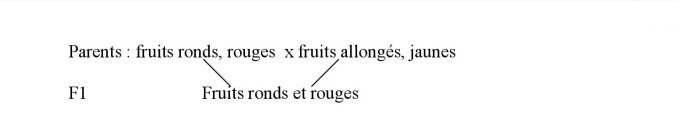 Parents : fruits ronds, rouges x fruits allongés, jaunes
F1 Fruits ronds et rouges